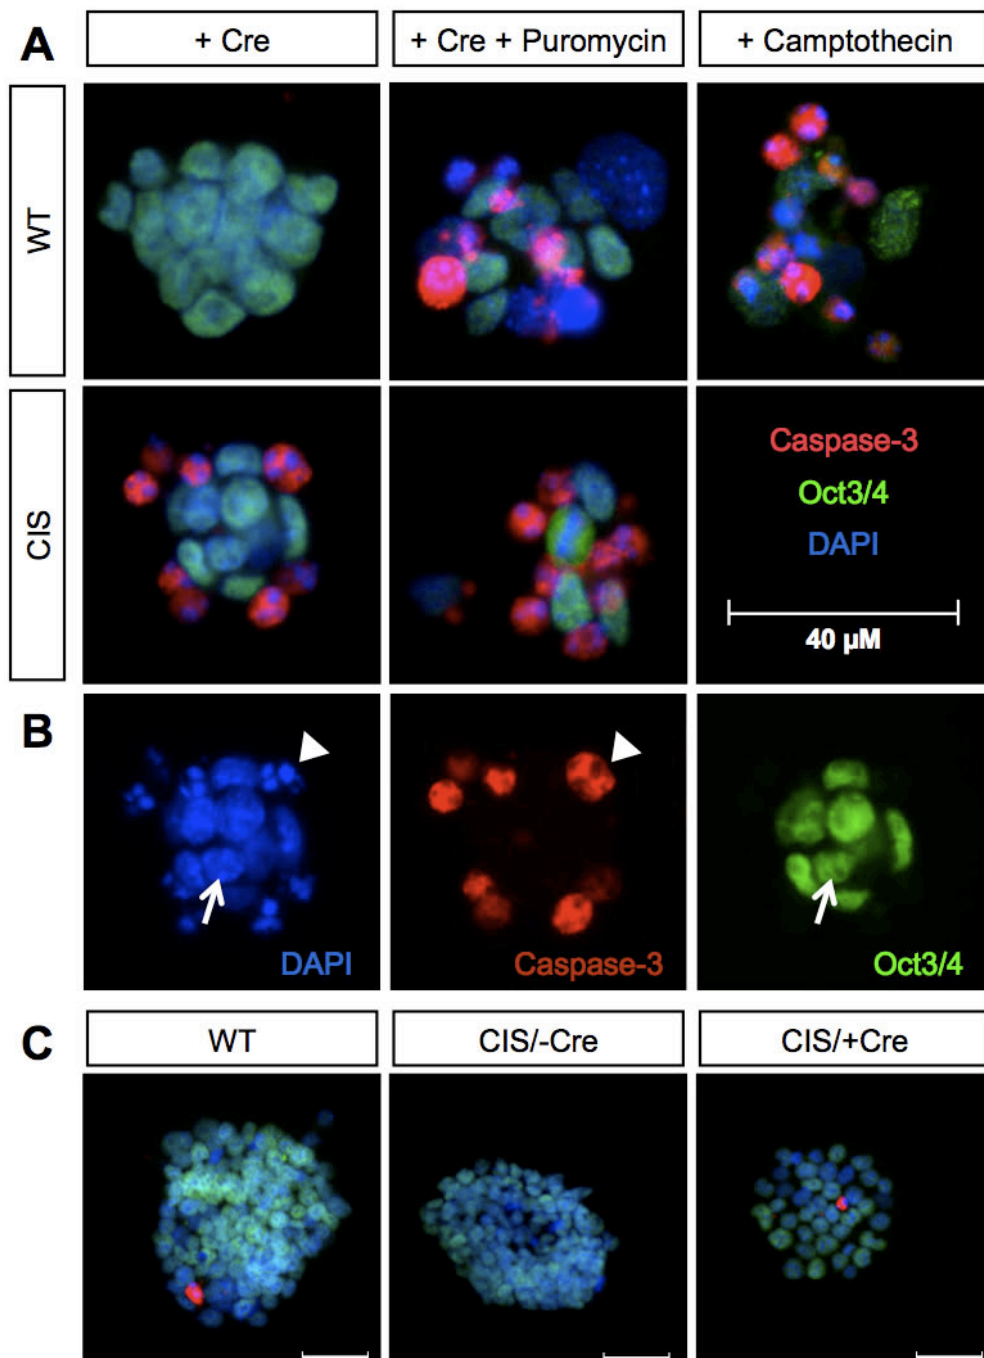 A
+ Cre
+ Cre + Puromycin
+ Camptothecin
WT
CIS
Caspase-3
Oct3/4
DAPI
40 µM
B
DAPI
Caspase-3
Oct3/4
C
WT
CIS/-Cre
CIS/+Cre